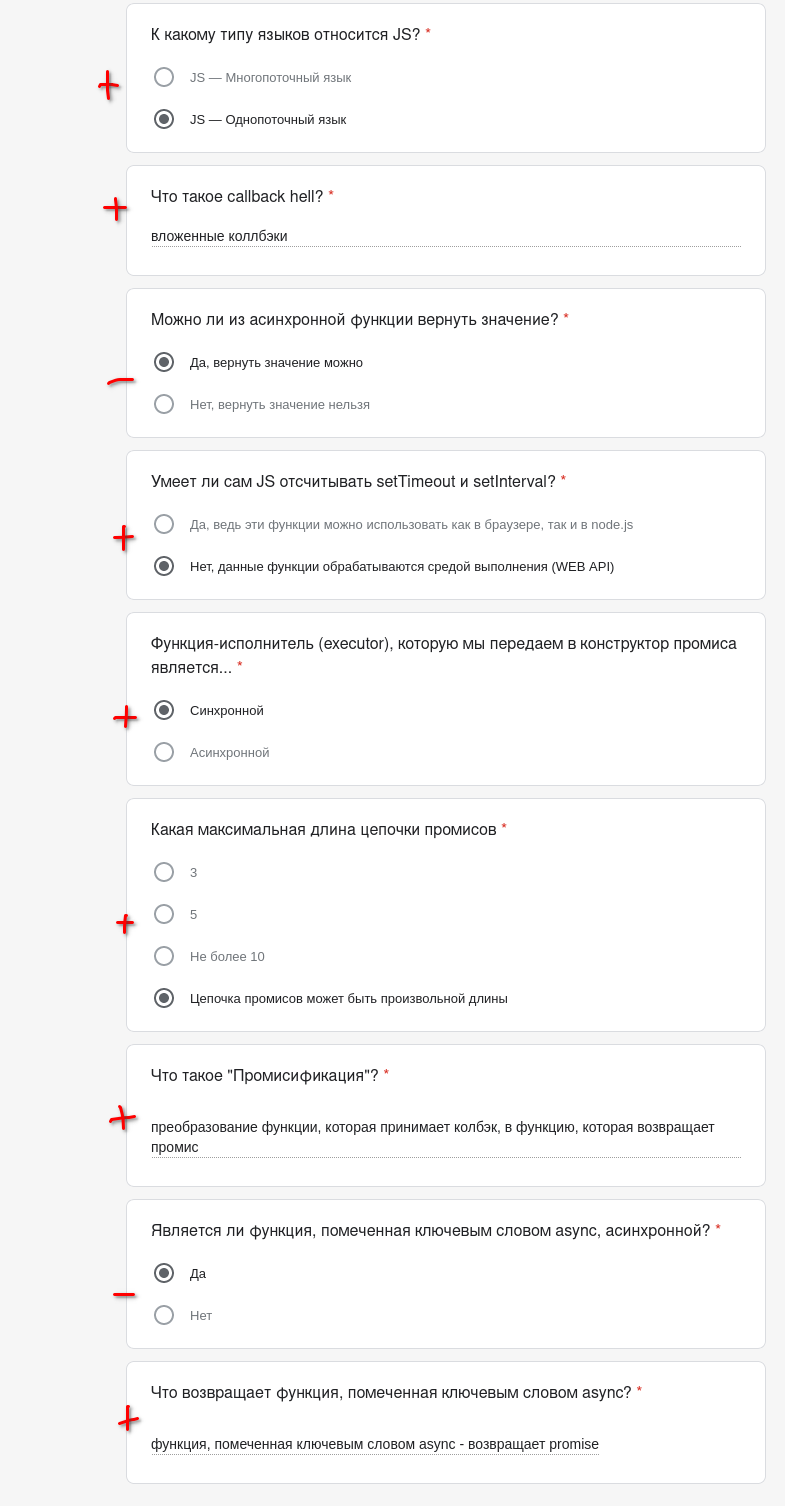 К какому типу языков относится JS? *
JS — Многопоточный язык
JS — Однопоточный язык
Что такое callback hell? *
вложенные коллбэки
Можно ли из асинхронной функции вернуть значение? *
Да, вернуть значение можно
Нет, вернуть значение нельзя
Умеет ли сам JS отсчитывать setTimeout и setInterval? *
Да, ведь эти функции можно использовать как в браузере, так и в node.js
Нет, данные функции обрабатываются средой выполнения (WEB API)
Функция-исполнитель (executor), которую мы передаем в конструктор промиса
является... *
Синхронной
Асинхронной
Какая максимальная длина цепочки промисов *
3
5
Не более 10
Цепочка промисов может быть произвольной длины
Что такое "Промисификация"? *
преобразование функции, которая принимает колбэк, в функцию, которая возвращает
промис
Является ли функция, помеченная ключевым словом async, асинхронной? *
Да
Нет
Что возвращает функция, помеченная ключевым словом async? *
функция, помеченная ключевым словом async - возвращает promise